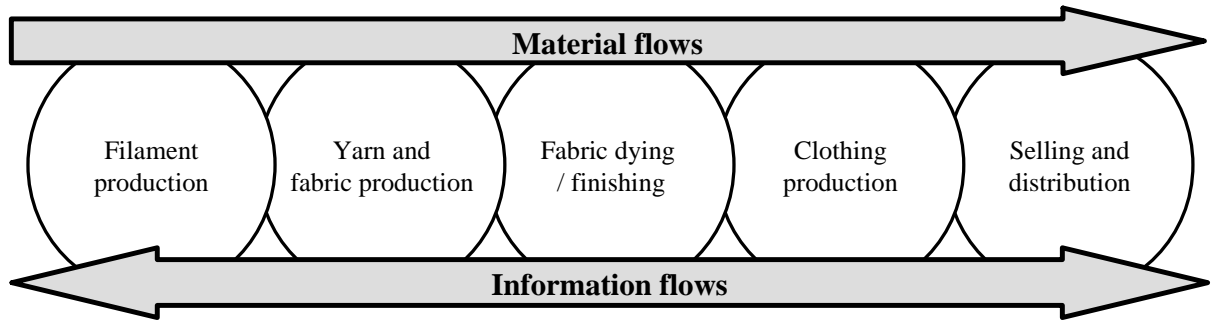 Material flows
Filament
production
Yarn and
fabric production
Fabric dying
/ finishing
Clothing
production
Selling and
distribution
Information flows